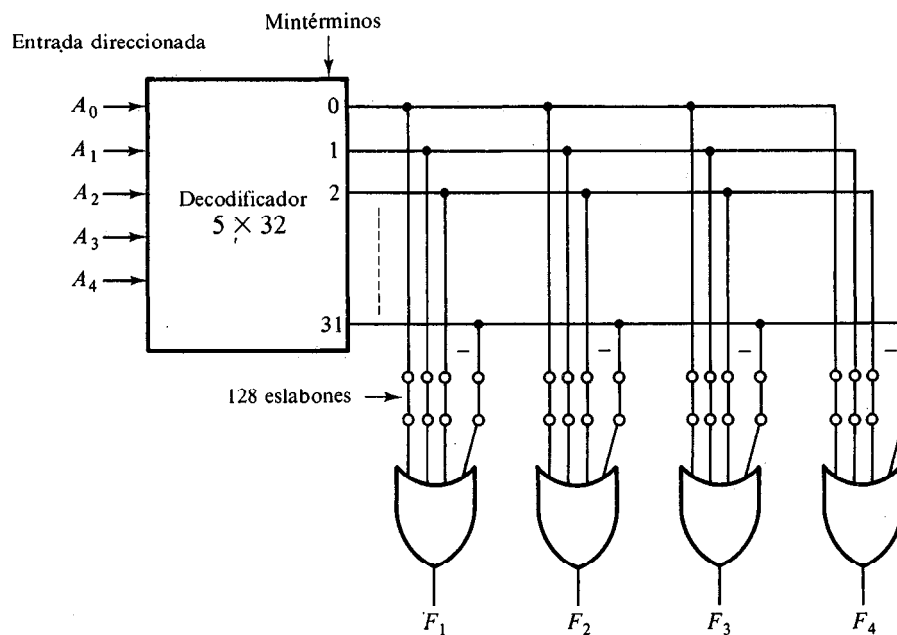 Mintérminos
Entrada direccionada
A0
A1
A2
A3
A4
Decodificador
5 × 32
0
1
2
31
128 eslabones
F1
F2
F3
F4